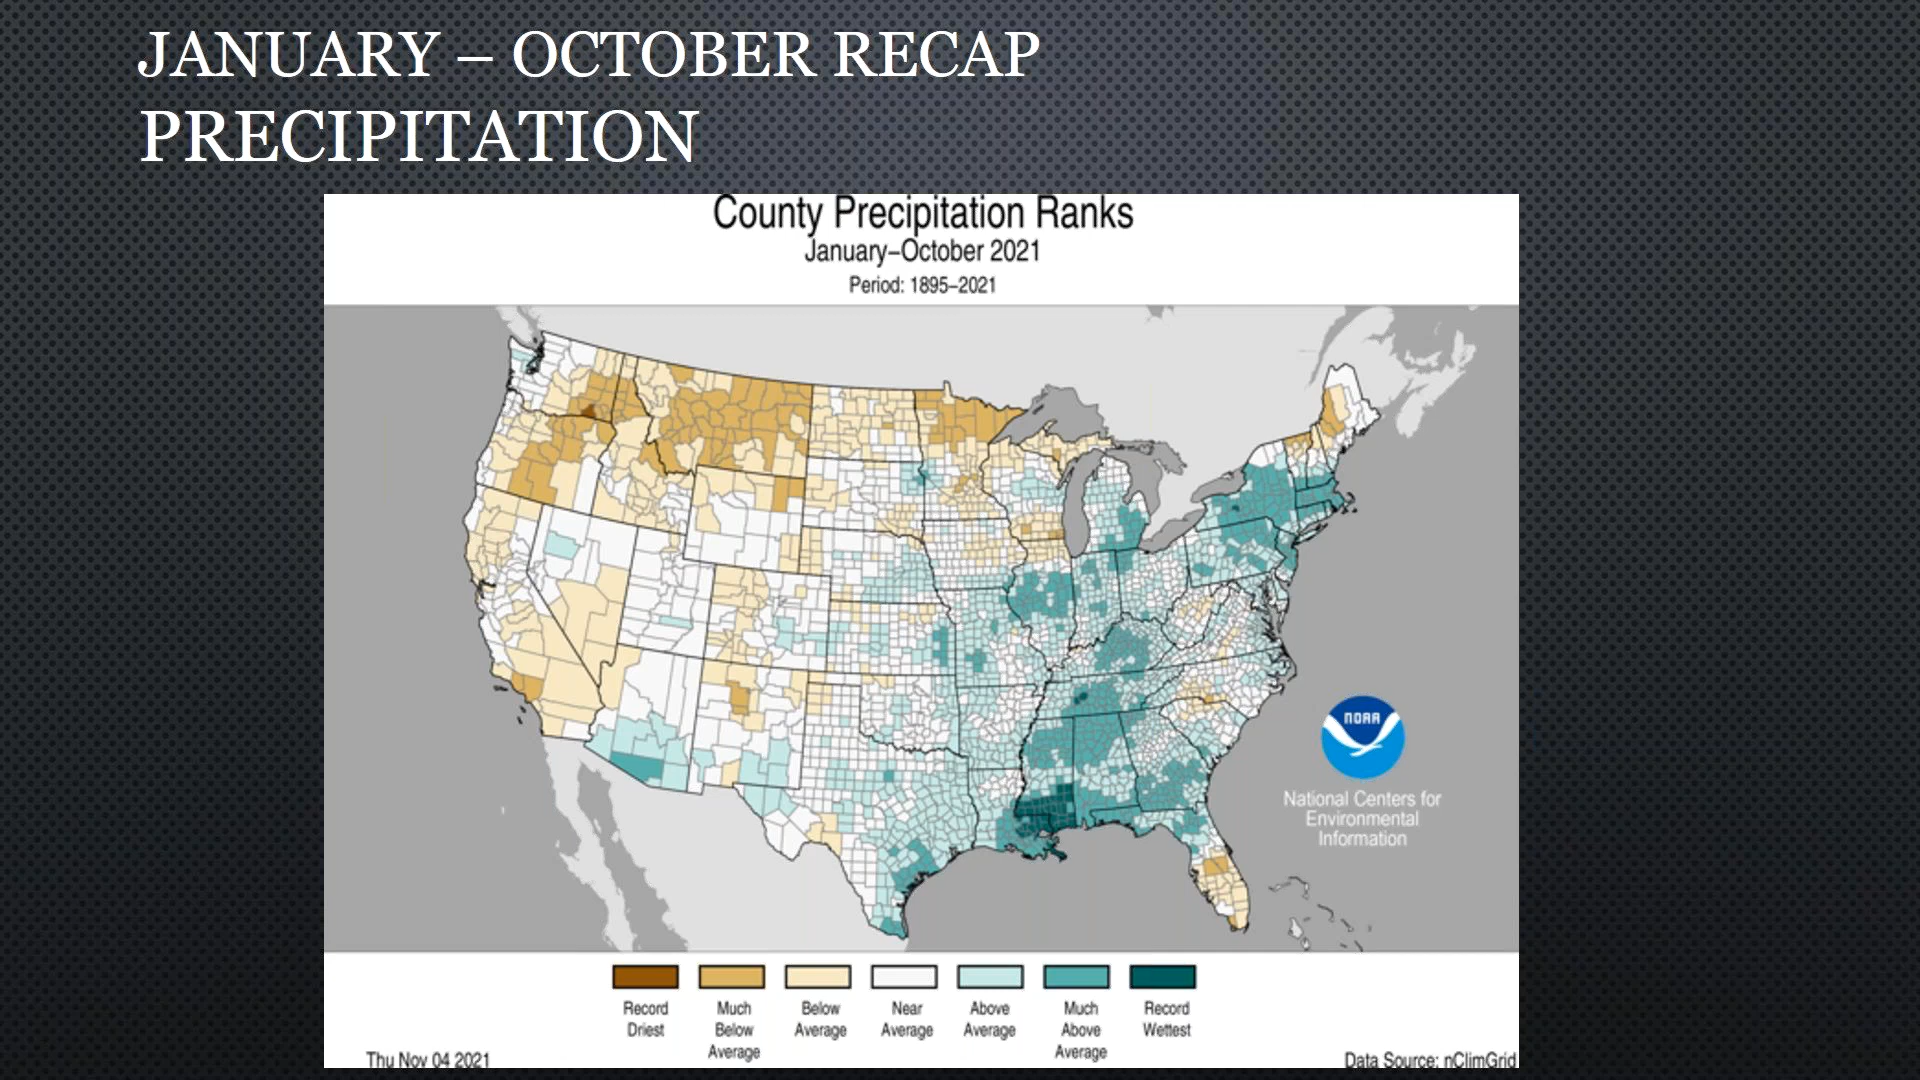 JANUARY – OCTOBER RECAP
PRECIPITATION
County Precipitation Ranks
January–October 2021
Period: 1895–2021
NOAA
National Centers for
Environmental
Information
Record
Driest
Much
Below
Average
Below
Average
Near
Average
Above
Average
Much
Above
Average
Record
Wettest
Thu Nov 04 2021
Data Source: nClimGrid